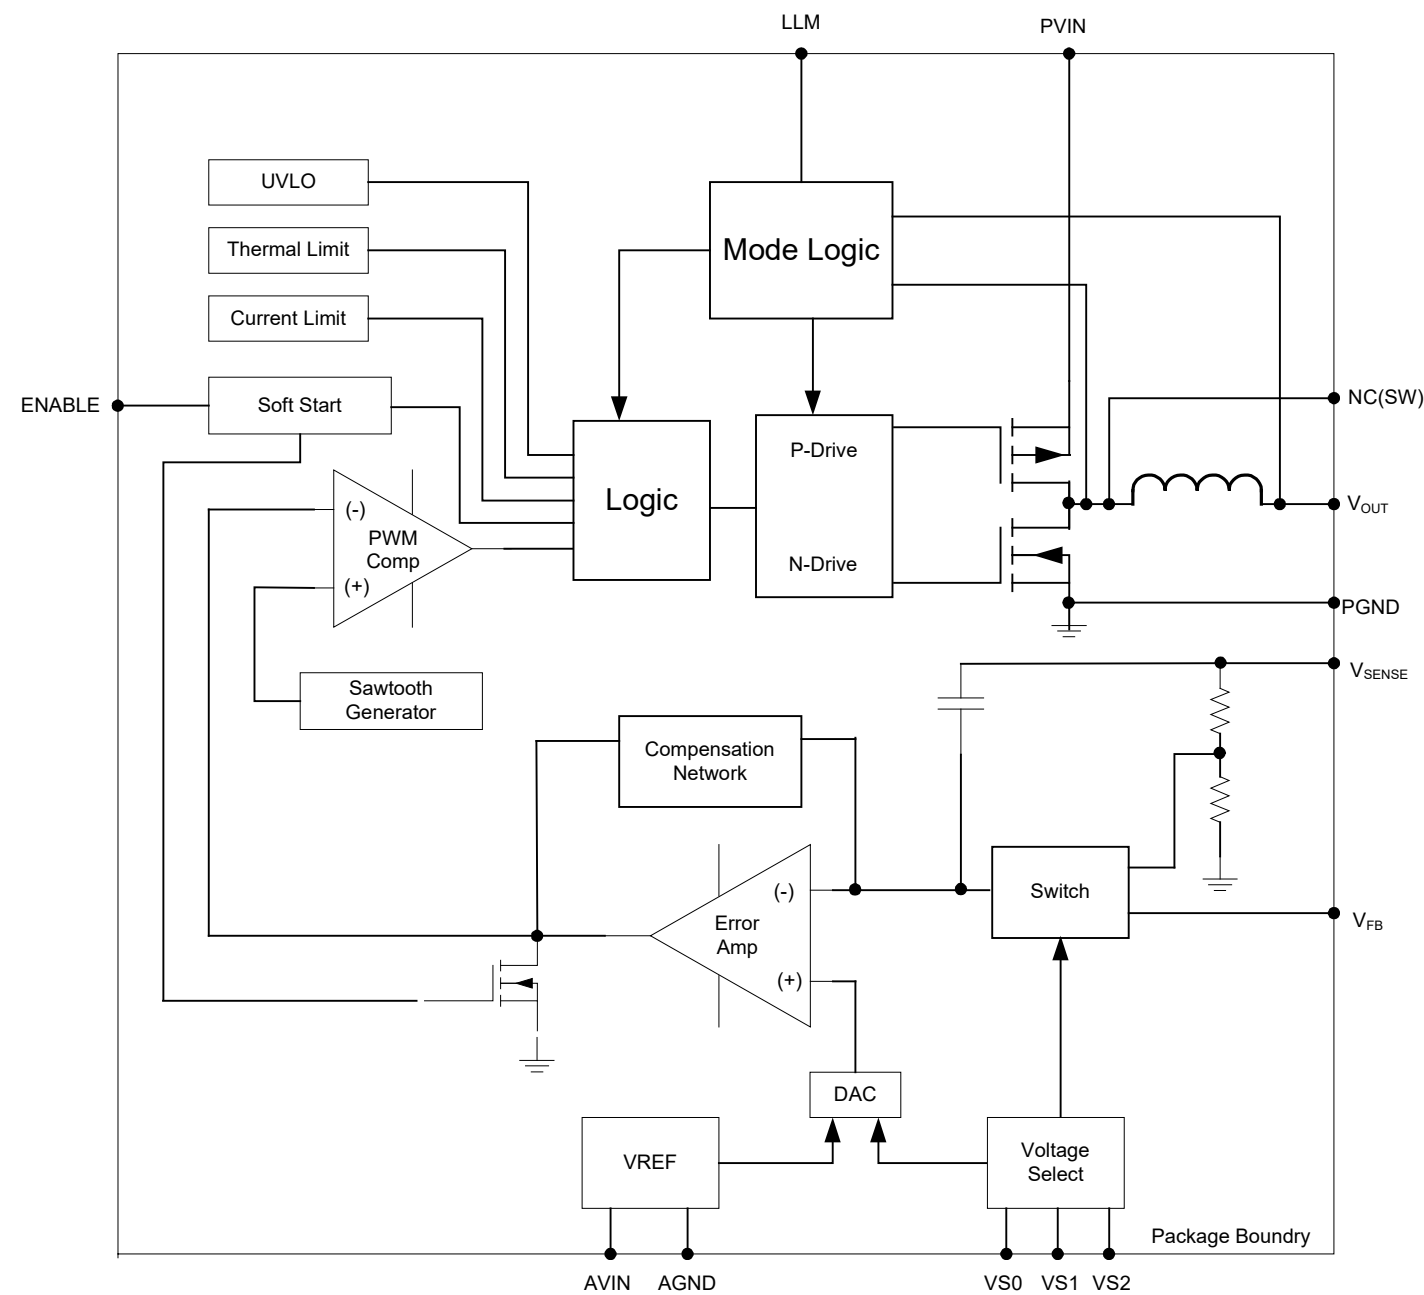 LLM
PVIN
UVLO
Thermal Limit
Mode Logic
Current Limit
ENABLE
Soft Start
NC(SW)
P-Drive
Logic
(-)
PWM
Comp
(+)
N-Drive
VOUT
PGND
VSENSE
Sawtooth
Generator
Compensation
Network
(-)
Error
Amp
(+)
Switch
VFB
DAC
VREF
Voltage
Select
Package Boundry
AVIN
AGND
VS0
VS1
VS2